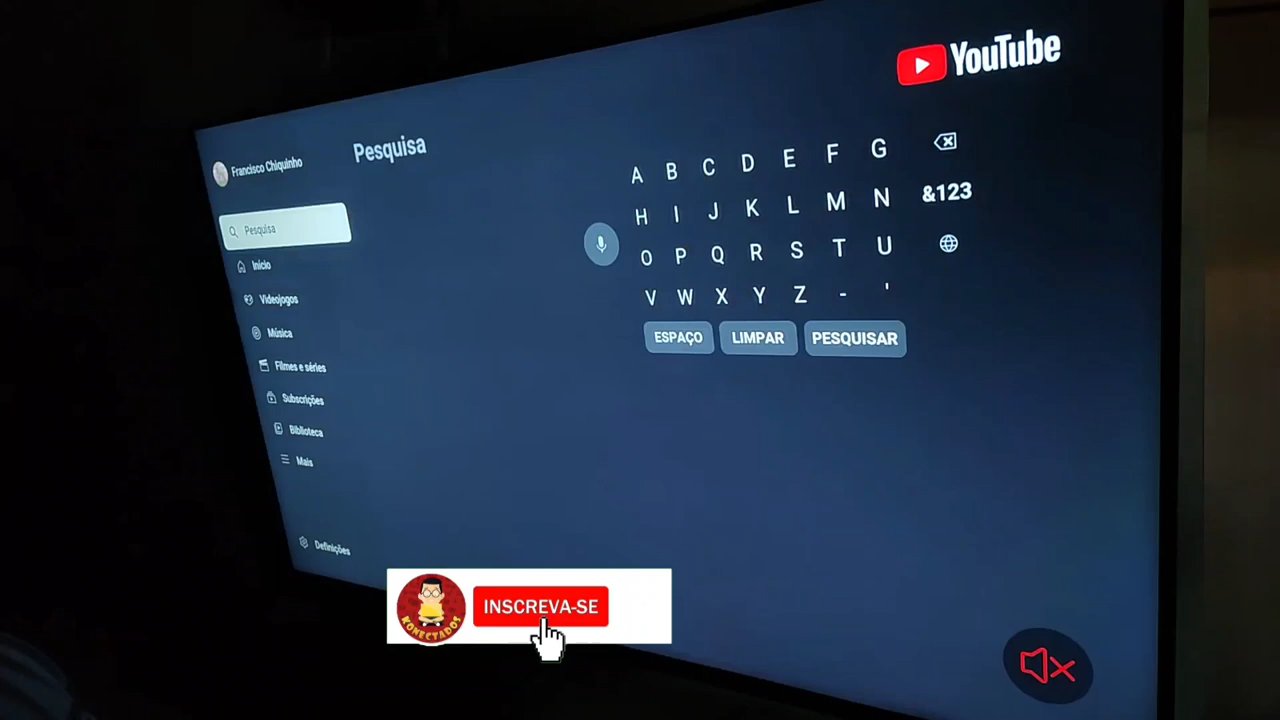 YouTube
Francisco Chiquinho
Pesquisa
Pesquisa
Início
Videojogos
Música
Filmes e séries
Subscrições
Biblioteca
Mais
Definições
A B C D E F G
H I J K L M N &123
O P Q R S T U
V W X Y Z - '
ESPAÇO LIMPAR PESQUISAR
KONECTADOS
INSCREVA-SE